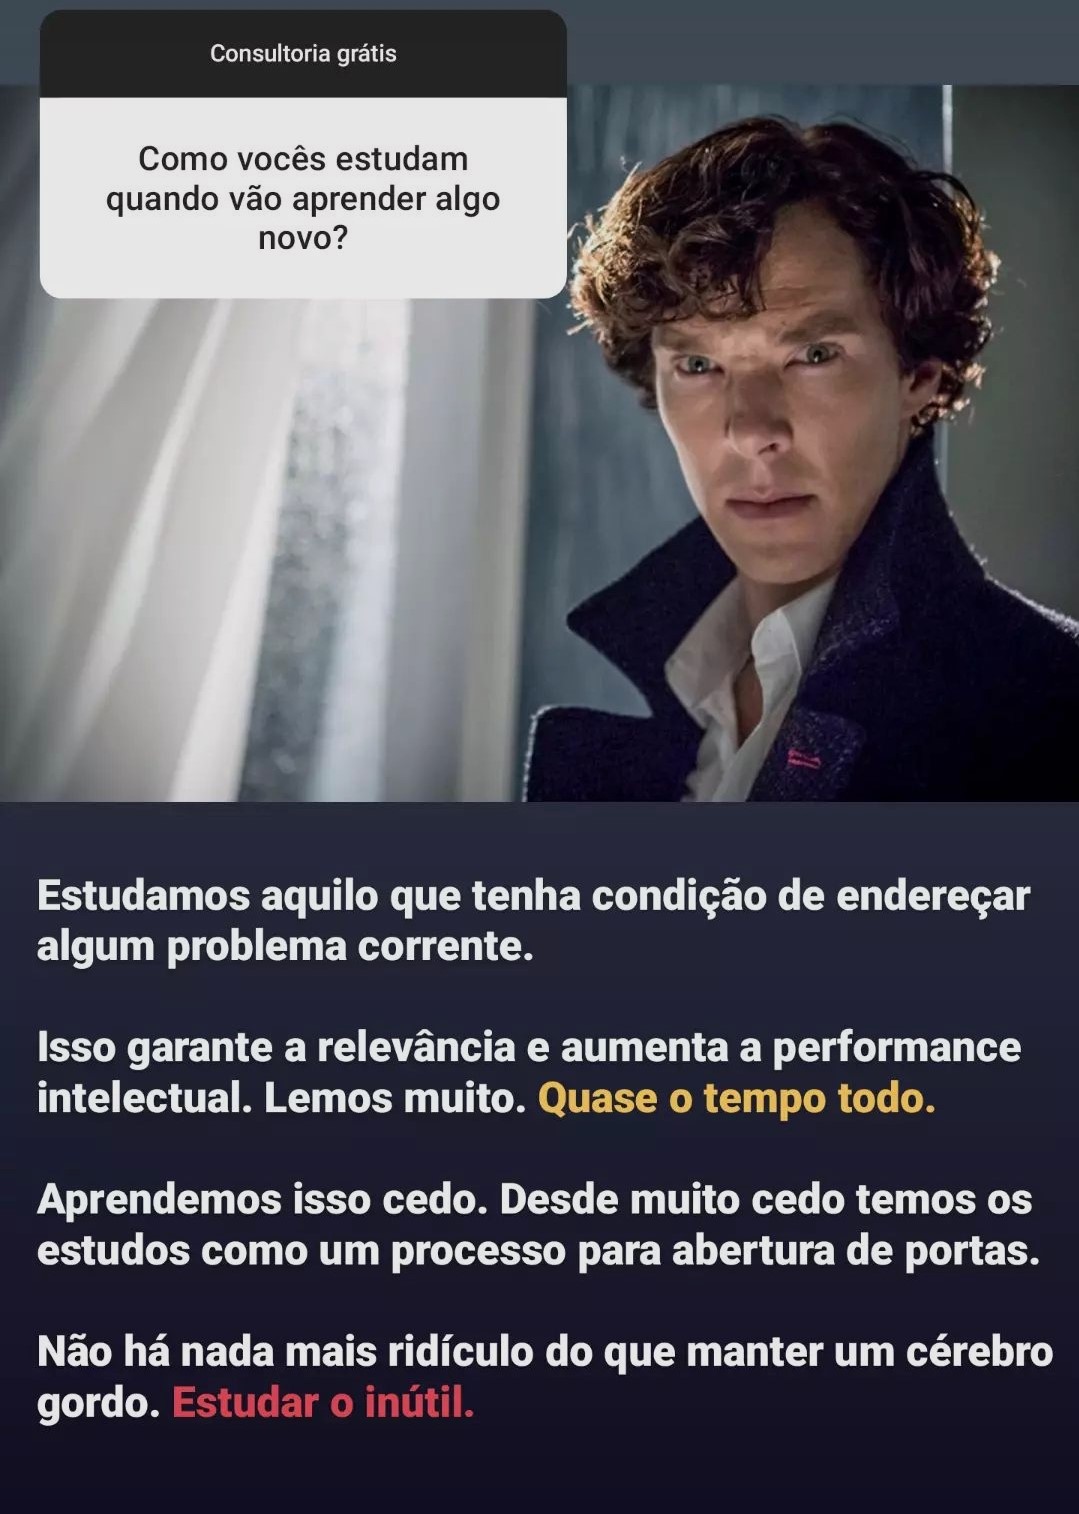 Consultoria grátis
Como vocês estudam
quando vão aprender algo
novo?
Estudamos aquilo que tenha condição de endereçar
algum problema corrente.
Isso garante a relevância e aumenta a performance
intelectual. Lemos muito. Quase o tempo todo.
Aprendemos isso cedo. Desde muito cedo temos os
estudos como um processo para abertura de portas.
Não há nada mais ridículo do que manter um cérebro
gordo. Estudar o inútil.